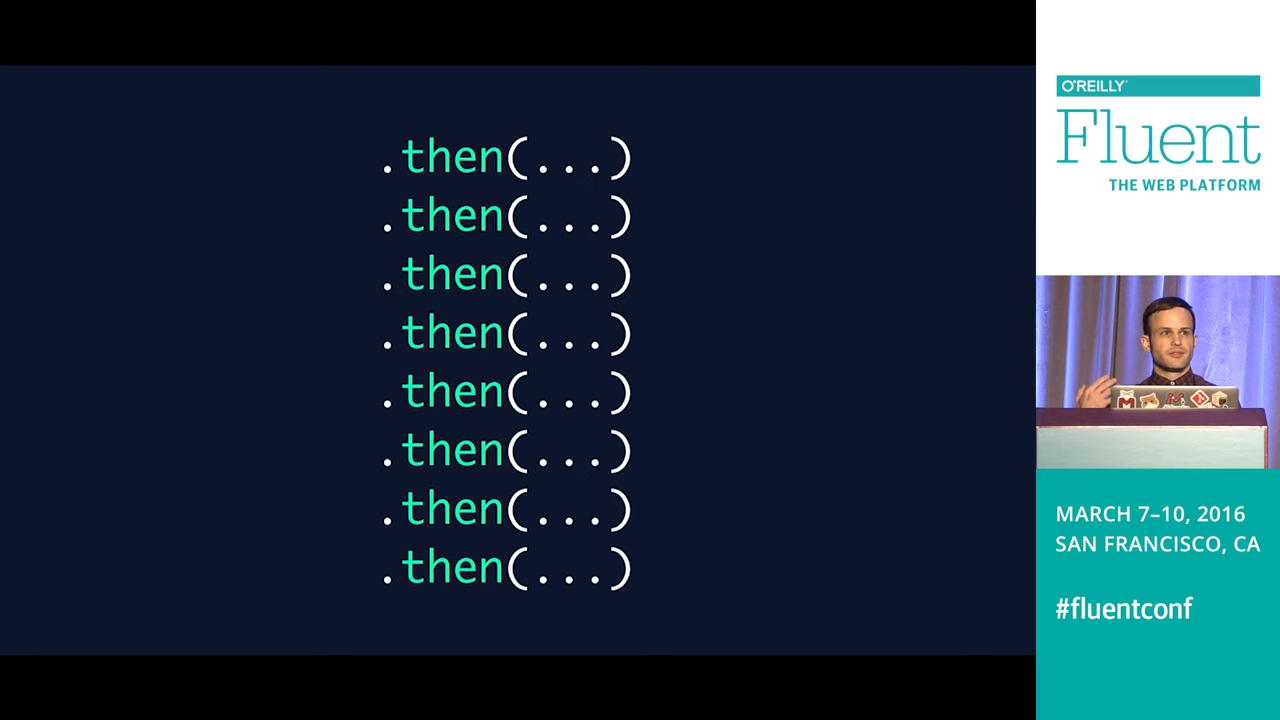 .then(...)
.then(...)
.then(...)
.then(...)
.then(...)
.then(...)
.then(...)
.then(...)
O'REILLY
Fluent
THE WEB PLATFORM
MARCH 7–10, 2016
SAN FRANCISCO, CA
#fluentconf